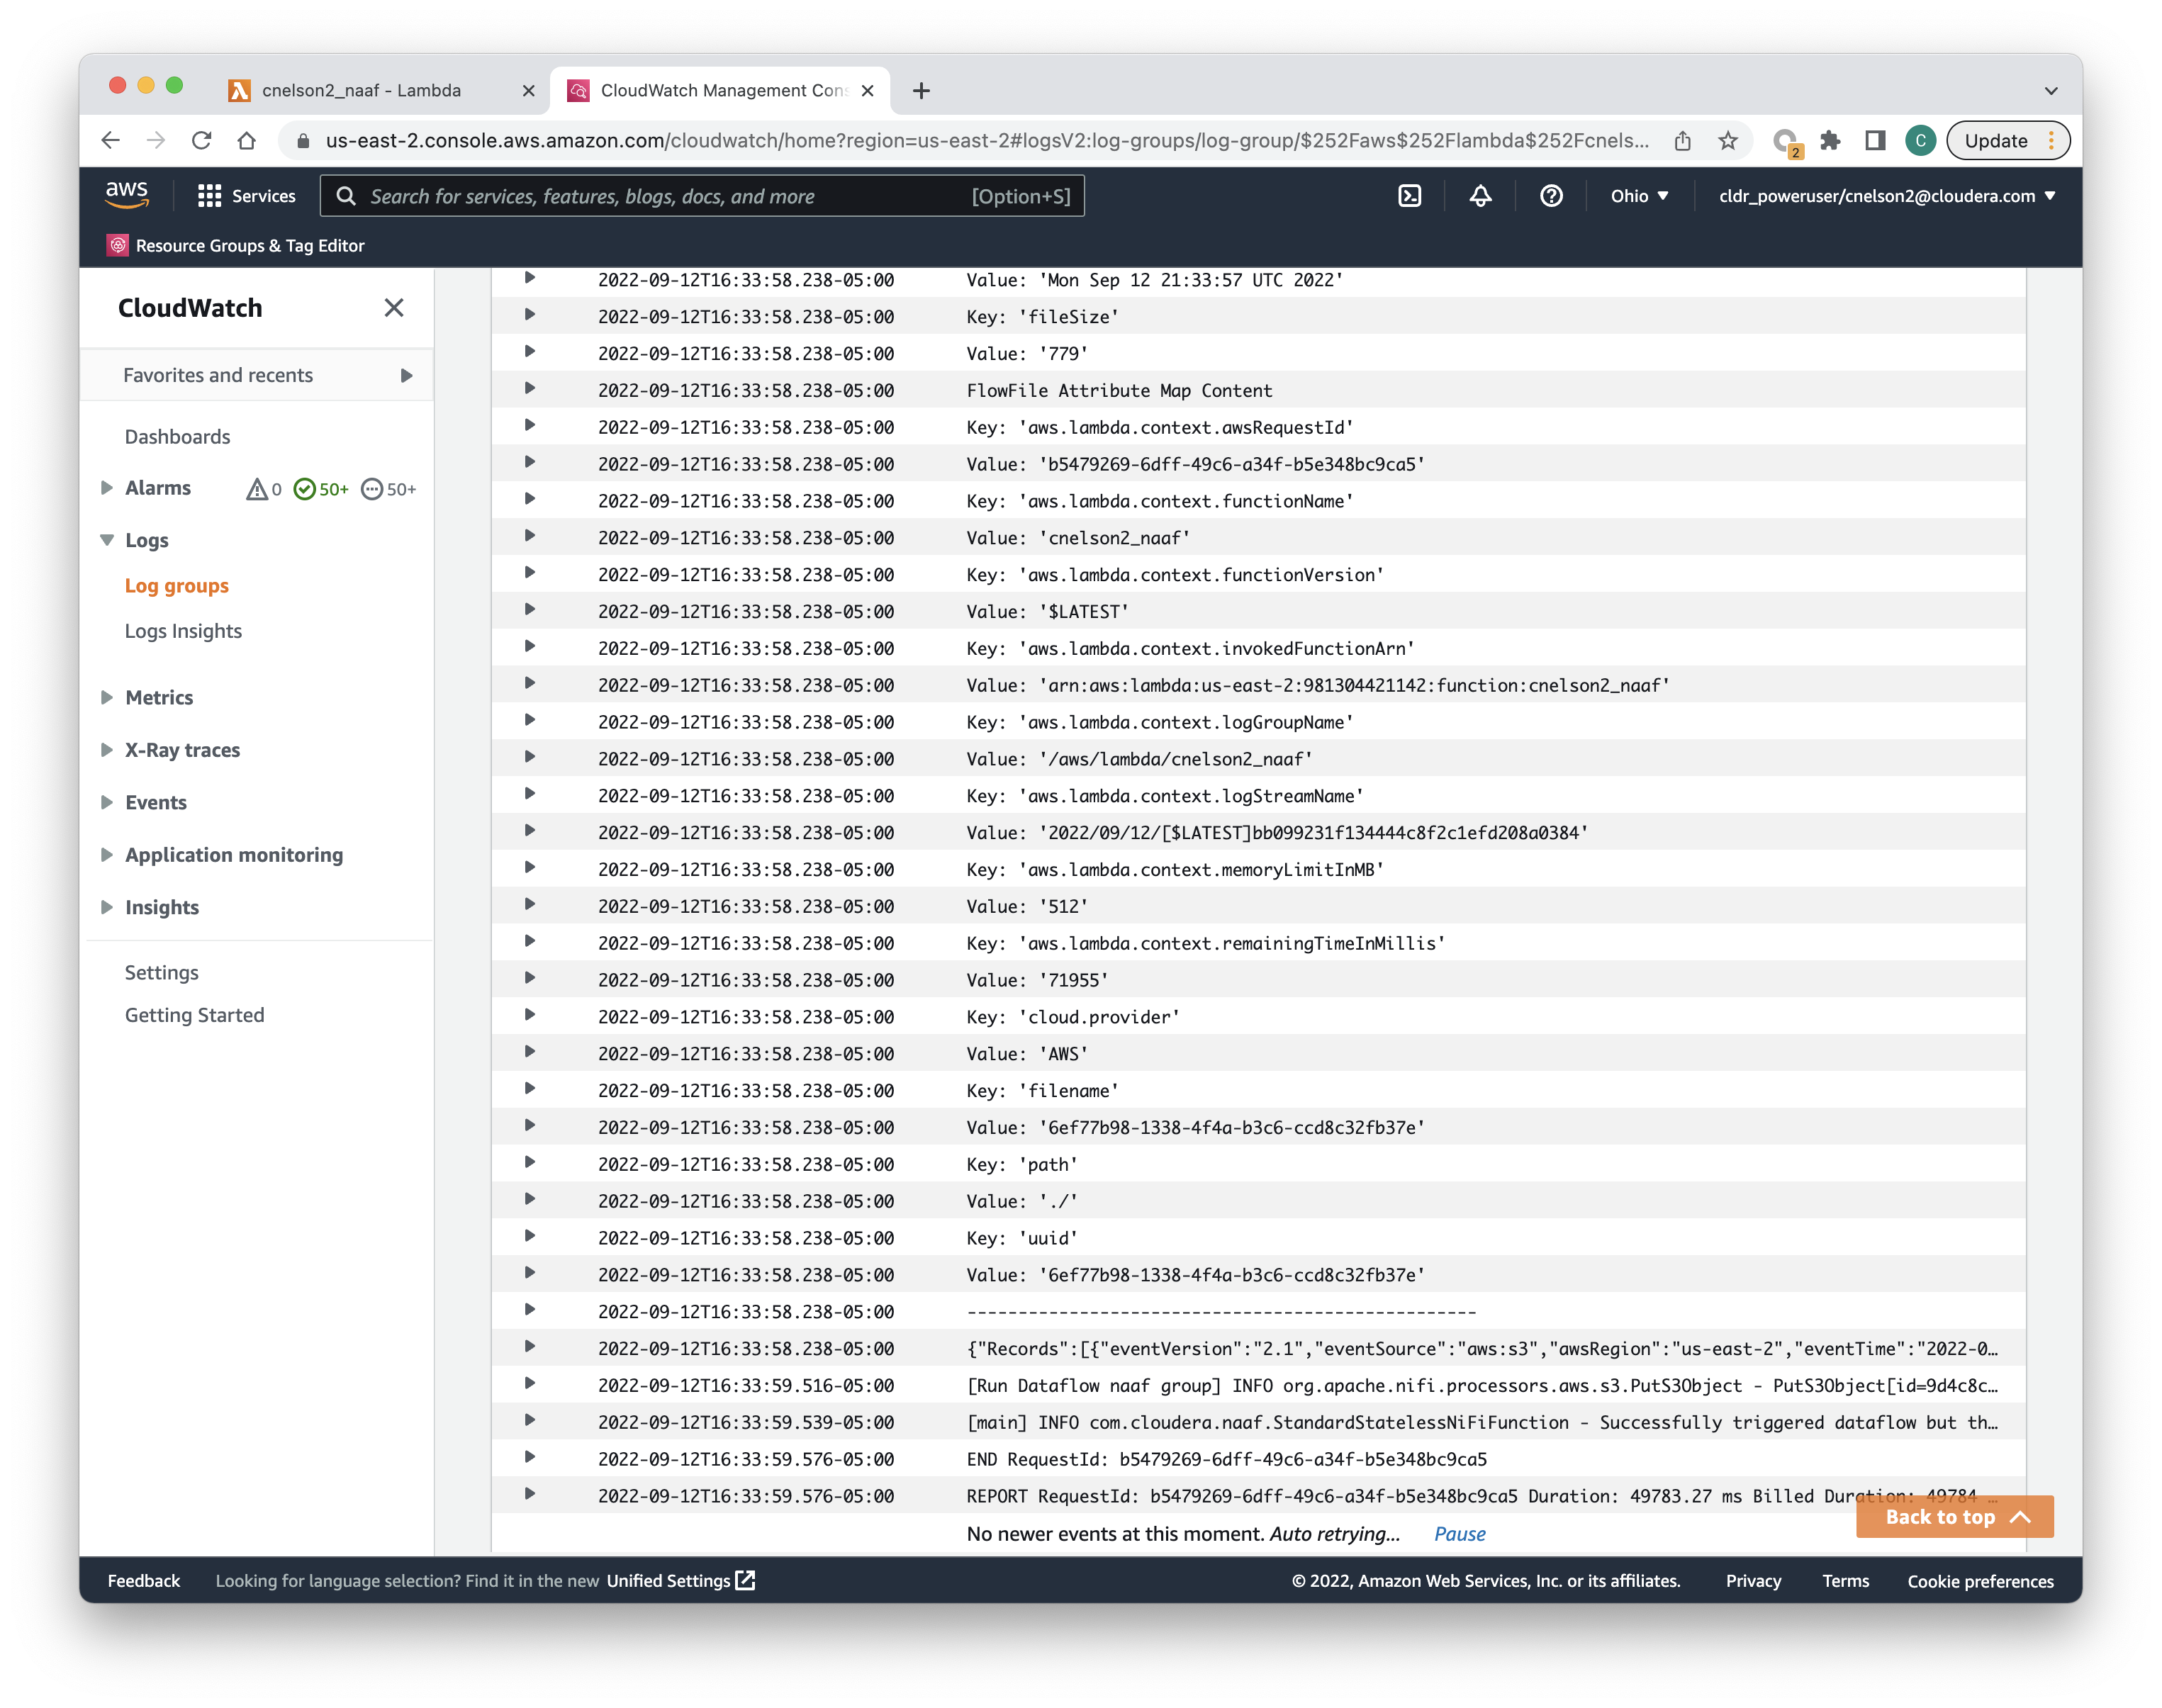 cnelson2_naaf - Lambda
CloudWatch Management Cons
us-east-2.console.aws.amazon.com/cloudwatch/home?region=us-east-2#logsV2:log-groups/log-group/$252Faws$252Flambda$252Fcnels...
2
C
Update
aws
Services
Search for services, features, blogs, docs, and more
[Option+S]
Ohio
cldr_poweruser/cnelson2@cloudera.com
Resource Groups & Tag Editor
CloudWatch
Favorites and recents
Dashboards
Alarms 0 50+ 50+
Logs
Log groups
Logs Insights
Metrics
X-Ray traces
Events
Application monitoring
Insights
Settings
Getting Started
2022-09-12T16:33:58.238-05:00 Value: 'Mon Sep 12 21:33:57 UTC 2022'
2022-09-12T16:33:58.238-05:00 Key: 'fileSize'
2022-09-12T16:33:58.238-05:00 Value: '779'
2022-09-12T16:33:58.238-05:00 FlowFile Attribute Map Content
2022-09-12T16:33:58.238-05:00 Key: 'aws.lambda.context.awsRequestId'
2022-09-12T16:33:58.238-05:00 Value: 'b5479269-6dff-49c6-a34f-b5e348bc9ca5'
2022-09-12T16:33:58.238-05:00 Key: 'aws.lambda.context.functionName'
2022-09-12T16:33:58.238-05:00 Value: 'cnelson2_naaf'
2022-09-12T16:33:58.238-05:00 Key: 'aws.lambda.context.functionVersion'
2022-09-12T16:33:58.238-05:00 Value: '$LATEST'
2022-09-12T16:33:58.238-05:00 Key: 'aws.lambda.context.invokedFunctionArn'
2022-09-12T16:33:58.238-05:00 Value: 'arn:aws:lambda:us-east-2:981304421142:function:cnelson2_naaf'
2022-09-12T16:33:58.238-05:00 Key: 'aws.lambda.context.logGroupName'
2022-09-12T16:33:58.238-05:00 Value: '/aws/lambda/cnelson2_naaf'
2022-09-12T16:33:58.238-05:00 Key: 'aws.lambda.context.logStreamName'
2022-09-12T16:33:58.238-05:00 Value: '2022/09/12/[$LATEST]bb099231f134444c8f2c1efd208a0384'
2022-09-12T16:33:58.238-05:00 Key: 'aws.lambda.context.memoryLimitInMB'
2022-09-12T16:33:58.238-05:00 Value: '512'
2022-09-12T16:33:58.238-05:00 Key: 'aws.lambda.context.remainingTimeInMillis'
2022-09-12T16:33:58.238-05:00 Value: '71955'
2022-09-12T16:33:58.238-05:00 Key: 'cloud.provider'
2022-09-12T16:33:58.238-05:00 Value: 'AWS'
2022-09-12T16:33:58.238-05:00 Key: 'filename'
2022-09-12T16:33:58.238-05:00 Value: '6ef77b98-1338-4f4a-b3c6-ccd8c32fb37e'
2022-09-12T16:33:58.238-05:00 Key: 'path'
2022-09-12T16:33:58.238-05:00 Value: './'
2022-09-12T16:33:58.238-05:00 Key: 'uuid'
2022-09-12T16:33:58.238-05:00 Value: '6ef77b98-1338-4f4a-b3c6-ccd8c32fb37e'
2022-09-12T16:33:58.238-05:00 --------------------------------------------------
2022-09-12T16:33:58.238-05:00 {"Records":[{"eventVersion":"2.1","eventSource":"aws:s3","awsRegion":"us-east-2","eventTime":"2022-0…
2022-09-12T16:33:59.516-05:00 [Run Dataflow naaf group] INFO org.apache.nifi.processors.aws.s3.PutS3Object - PutS3Object[id=9d4c8c…
2022-09-12T16:33:59.539-05:00 [main] INFO com.cloudera.naaf.StandardStatelessNiFiFunction - Successfully triggered dataflow but th…
2022-09-12T16:33:59.576-05:00 END RequestId: b5479269-6dff-49c6-a34f-b5e348bc9ca5
2022-09-12T16:33:59.576-05:00 REPORT RequestId: b5479269-6dff-49c6-a34f-b5e348bc9ca5 Duration: 49783.27 ms Billed Duration: 49784 …
No newer events at this moment. Auto retrying... Pause
Back to top
Feedback
Looking for language selection? Find it in the new Unified Settings
© 2022, Amazon Web Services, Inc. or its affiliates.
Privacy
Terms
Cookie preferences